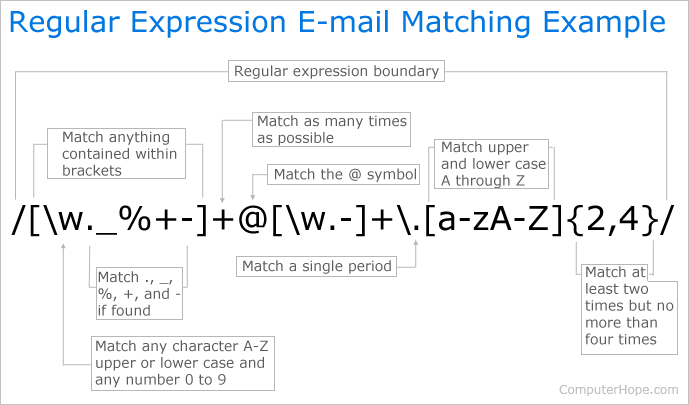 Regular Expression E-mail Matching Example
Regular expression boundary
Match anything
contained within
brackets
Match as many times
as possible
Match the @ symbol
Match upper
and lower case
A through Z
/[\w._%+-]+@[\w.-]+\.[a-zA-Z]{2,4}/
Match ., _,
%, +, and -
if found
Match a single period
Match at
least two
times but no
more than
four times
Match any character A-Z
upper or lower case and
any number 0 to 9
ComputerHope.com